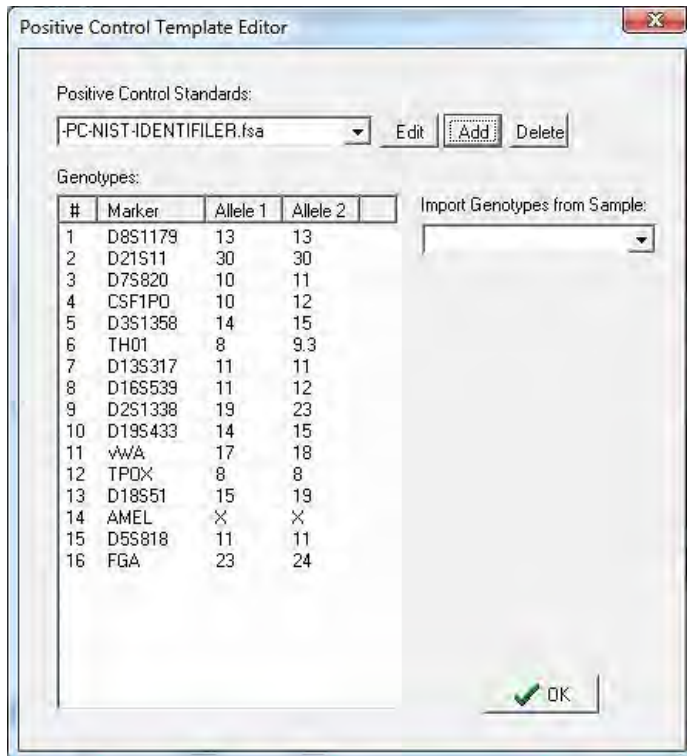 Positive Control Template Editor
Positive Control Standards:
-PC-NIST-IDENTIFILER.fsa Edit Add Delete
Genotypes:
Import Genotypes from Sample:
# Marker Allele 1 Allele 2
1 D8S1179 13 13
2 D21S11 30 30
3 D7S820 10 11
4 CSF1PO 10 12
5 D3S1358 14 15
6 TH01 8 9.3
7 D13S317 11 11
8 D16S539 11 12
9 D2S1338 19 23
10 D19S433 14 15
11 vWA 17 18
12 TPOX 8 8
13 D18S51 15 19
14 AMEL X X
15 D5S818 11 11
16 FGA 23 24
OK